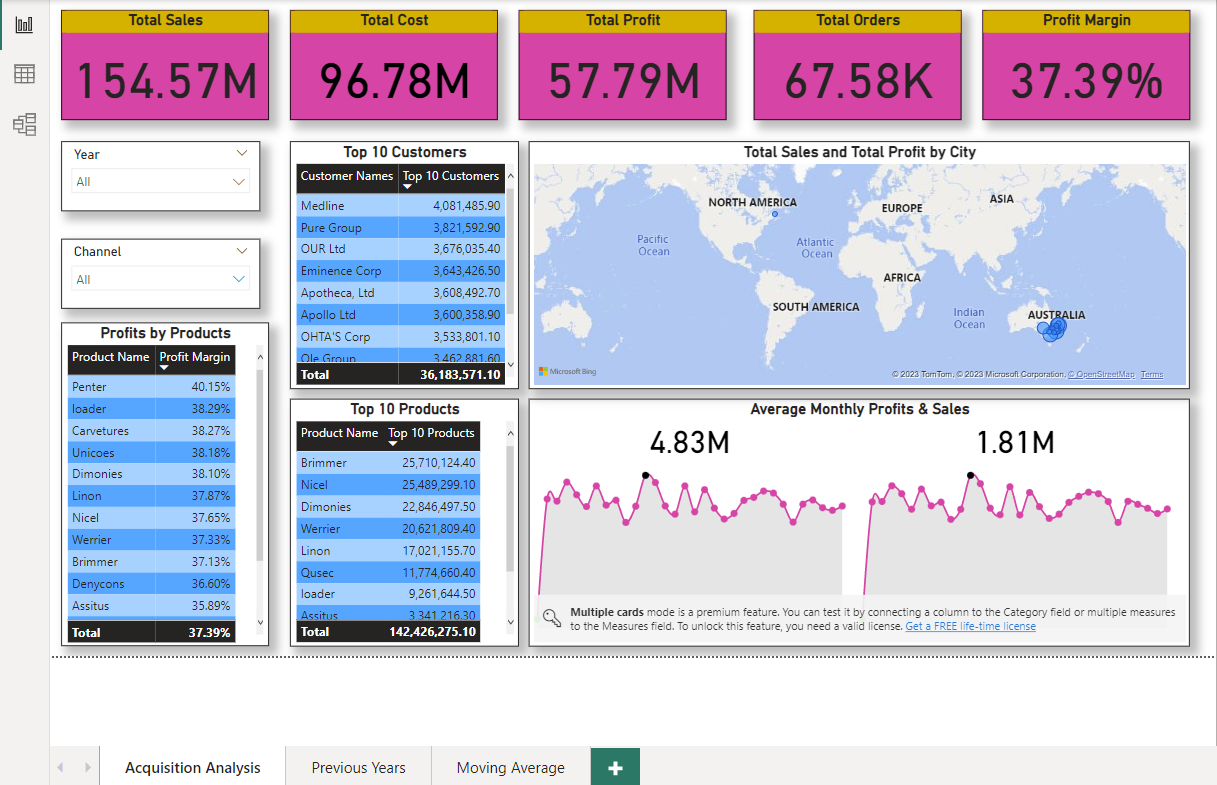 Total Sales
154.57M
Total Cost
96.78M
Total Profit
57.79M
Total Orders
67.58K
Profit Margin
37.39%
Year
All
Channel
All
Profits by Products
Product Name Profit Margin
Penter 40.15%
loader 38.29%
Carvetures 38.27%
Unicoes 38.18%
Dimonies 38.10%
Linon 37.87%
Nicel 37.65%
Werrier 37.33%
Brimmer 37.13%
Denycons 36.60%
Assitus 35.89%
Total 37.39%
Top 10 Customers
Customer Names Top 10 Customers
Medline 4,081,485.90
Pure Group 3,821,592.90
OUR Ltd 3,676,035.40
Eminence Corp 3,643,426.50
Apotheca, Ltd 3,608,492.70
Apollo Ltd 3,600,358.90
OHTA'S Corp 3,533,801.10
Ole Group 3,462,881.60
Total 36,183,571.10
Top 10 Products
Product Name Top 10 Products
Brimmer 25,710,124.40
Nicel 25,489,299.10
Dimonies 22,846,497.50
Werrier 20,621,809.40
Linon 17,021,155.70
Qusec 11,774,660.40
loader 9,261,644.50
Assitus 3,341,216.30
Total 142,426,275.10
Total Sales and Total Profit by City
NORTH AMERICA
EUROPE
ASIA
Pacific
Ocean
Atlantic
Ocean
AFRICA
SOUTH AMERICA
Indian
Ocean
AUSTRALIA
Microsoft Bing
© 2023 TomTom, © 2023 Microsoft Corporation, © OpenStreetMap Terms
Average Monthly Profits & Sales
4.83M
1.81M
Multiple cards mode is a premium feature. You can test it by connecting a column to the Category field or multiple measures
to the Measures field. To unlock this feature, you need a valid license. Get a FREE life-time license
Acquisition Analysis
Previous Years
Moving Average